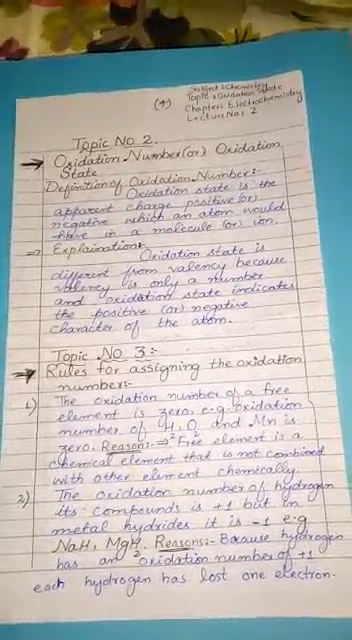 (4)
Subject: Chemistry
Topic: Oxidation State
Chapter: Electrochemistry
Lecture No: 2
Topic No 2.
→ Oxidation Number (or) Oxidation
State
Definition of Oxidation Number:-
Oxidation state is the
apparent charge positive (or)
negative which an atom would
have in a molecule (or) ion.
⇒ Explaination:-
Oxidation state is
different from valency because
valency is only a number
and oxidation state indicates
the positive (or) negative
character of the atom.
Topic No 3:-
→ Rules for assigning the oxidation
number:-
1) The oxidation number of a free
element is zero. e.g. oxidation
number of H₂, O₂ and Mn is
zero. Reason:-⇒ Free element is a
chemical element that is not combined
with other element chemically.
2) The oxidation number of hydrogen
its compounds is +1 but in
metal hydrides it is -1 e.g
NaH, MgH₂. Reasons:- Because hydrogen
has an oxidation number of +1
each hydrogen has lost one electron.